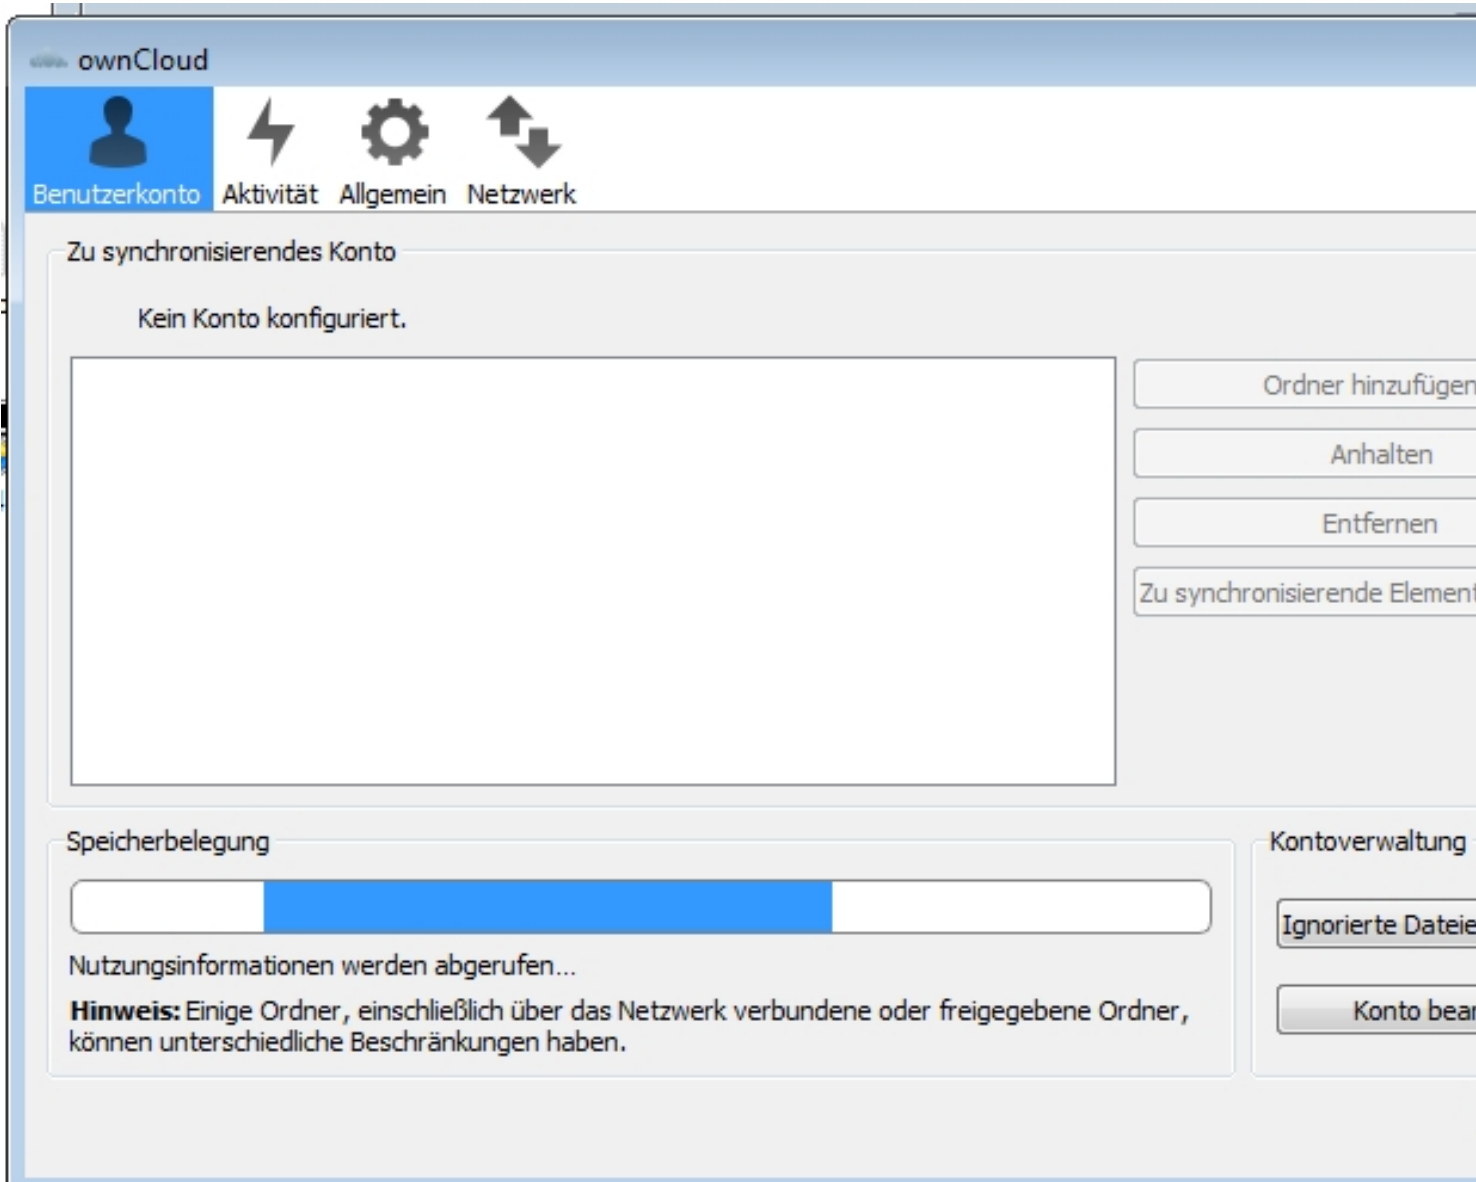 ownCloud
Benutzerkonto Aktivität Allgemein Netzwerk
Zu synchronisierendes Konto
Kein Konto konfiguriert.
Ordner hinzufügen
Anhalten
Entfernen
Zu synchronisierende Element
Speicherbelegung
Nutzungsinformationen werden abgerufen...
Hinweis: Einige Ordner, einschließlich über das Netzwerk verbundene oder freigegebene Ordner,
können unterschiedliche Beschränkungen haben.
Kontoverwaltung
Ignorierte Dateie
Konto bear